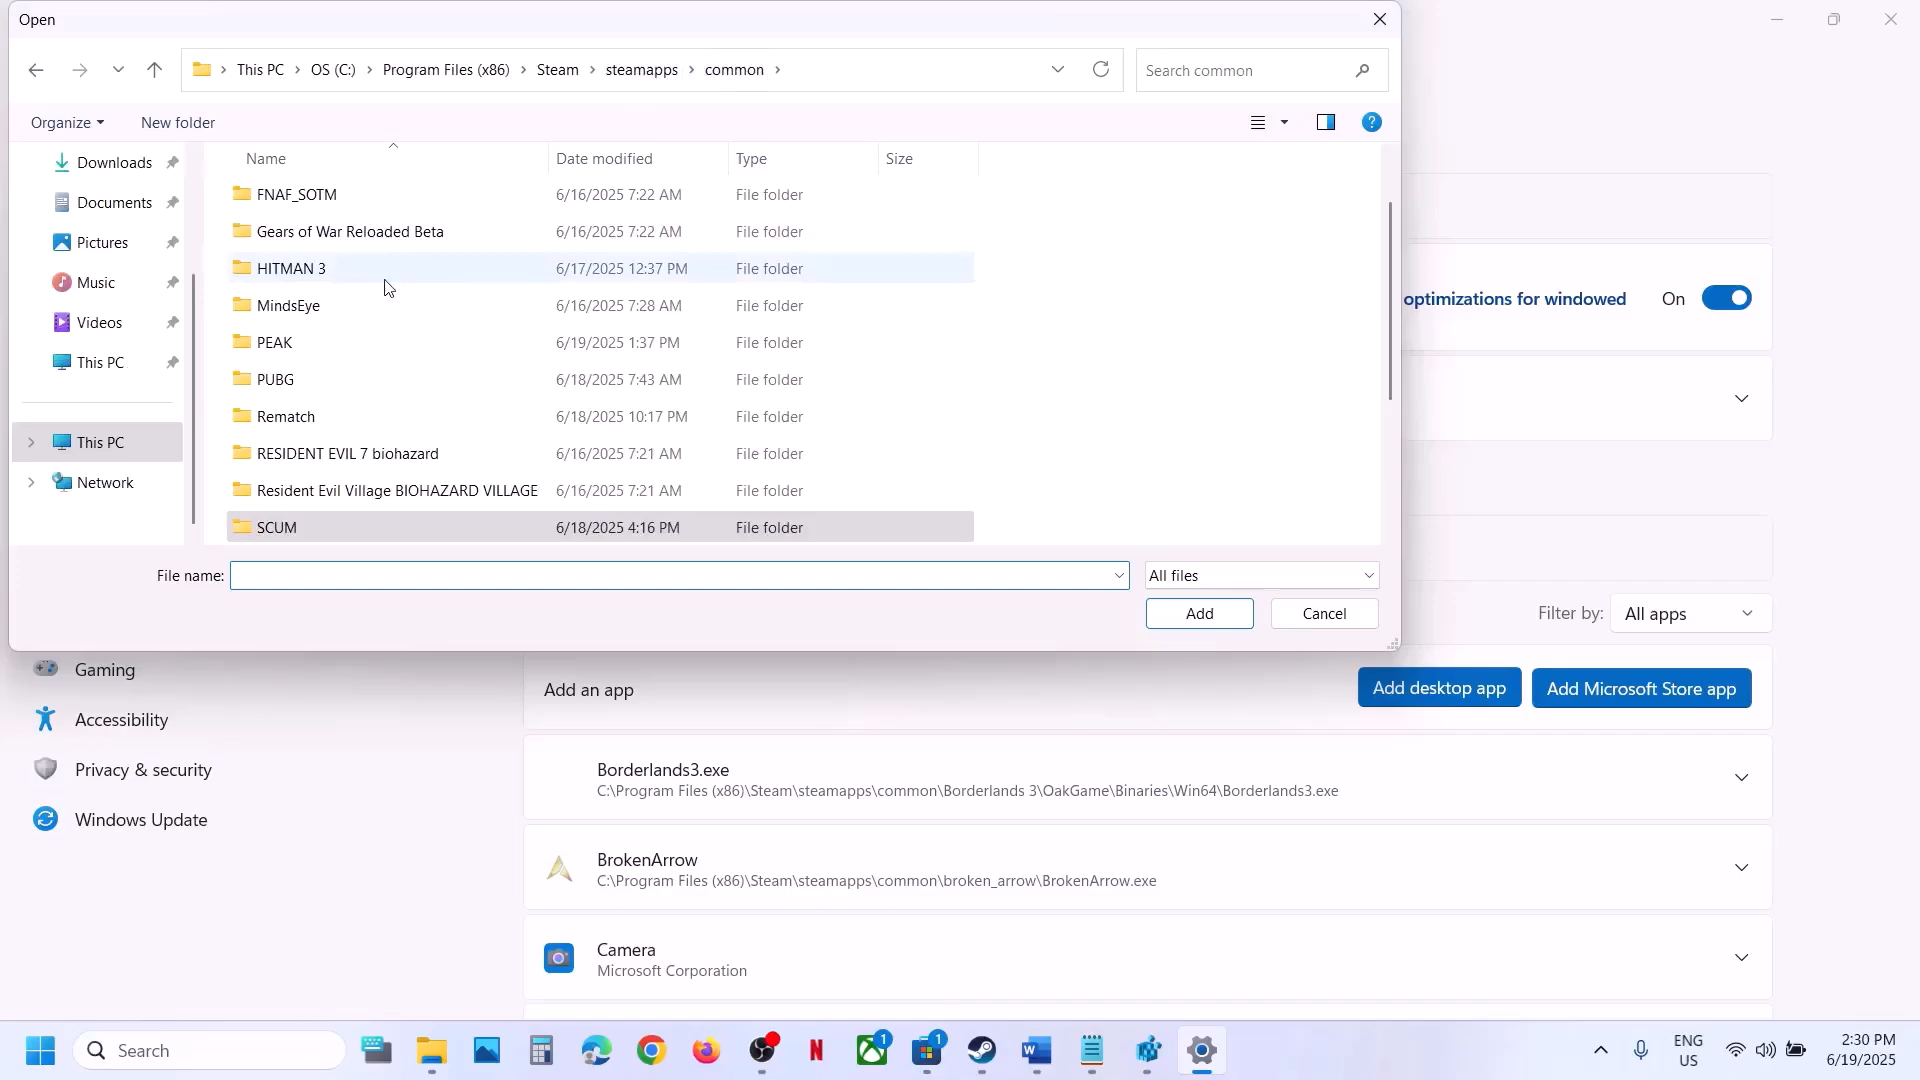 Open
This PC
OS (C:)
Program Files (x86)
Steam
steamapps
common
Search common
Organize
New folder
Downloads
Documents
Pictures
Music
Videos
This PC
This PC
Network
Name
Date modified
Type
Size
FNAF_SOTM 6/16/2025 7:22 AM File folder
Gears of War Reloaded Beta 6/16/2025 7:22 AM File folder
HITMAN 3 6/17/2025 12:37 PM File folder
MindsEye 6/16/2025 7:28 AM File folder
PEAK 6/19/2025 1:37 PM File folder
PUBG 6/18/2025 7:43 AM File folder
Rematch 6/18/2025 10:17 PM File folder
RESIDENT EVIL 7 biohazard 6/16/2025 7:21 AM File folder
Resident Evil Village BIOHAZARD VILLAGE 6/16/2025 7:21 AM File folder
SCUM 6/18/2025 4:16 PM File folder
File name:
All files
Add
Cancel
optimizations for windowed
On
Filter by:
All apps
Gaming
Accessibility
Privacy & security
Windows Update
Add an app
Add desktop app
Add Microsoft Store app
Borderlands3.exe
C:\Program Files (x86)\Steam\steamapps\common\Borderlands 3\OakGame\Binaries\Win64\Borderlands3.exe
BrokenArrow
C:\Program Files (x86)\Steam\steamapps\common\broken_arrow\BrokenArrow.exe
Camera
Microsoft Corporation
Search
1
1
ENG
US
2:30 PM
6/19/2025